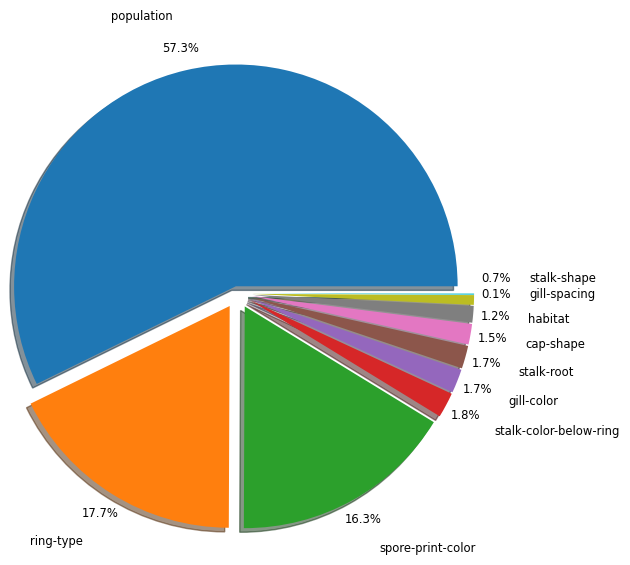 population
57.3%
0.7% stalk-shape
0.1% gill-spacing
1.2% habitat
1.5% cap-shape
1.7% stalk-root
1.7% gill-color
1.8% stalk-color-below-ring
17.7%
ring-type
16.3%
spore-print-color